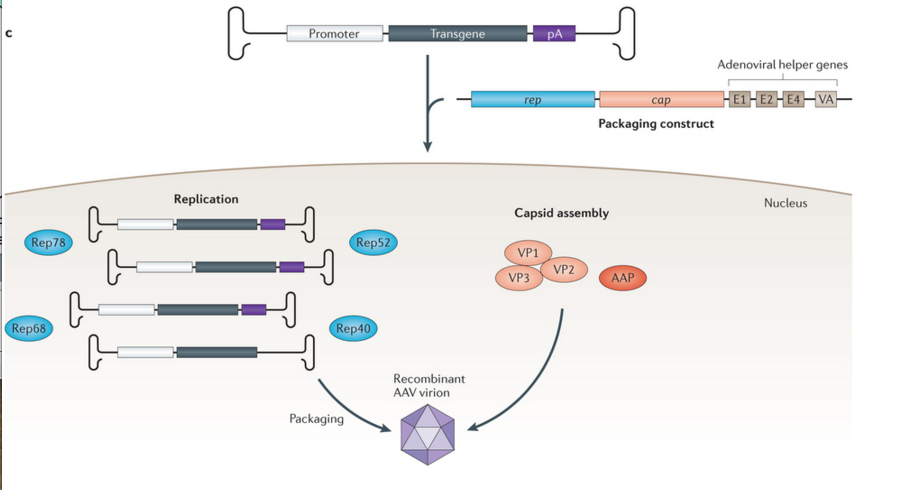 c
Promoter
Transgene
pA
Adenoviral helper genes
rep
cap
E1
E2
E4
VA
Packaging construct
Nucleus
Replication
Rep78
Rep52
Rep68
Rep40
Capsid assembly
VP1
VP2
VP3
AAP
Recombinant
AAV virion
Packaging